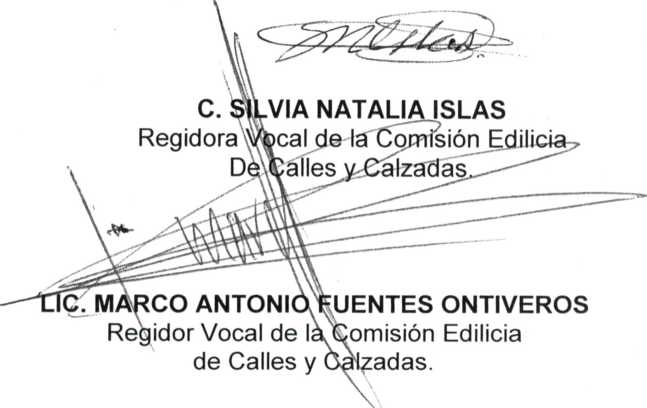 C. SILVIA NATALIA ISLAS
Regidora Vocal de la Comisión Edilicia
De Calles y Calzadas.
LIC. MARCO ANTONIO FUENTES ONTIVEROS
Regidor Vocal de la Comisión Edilicia
de Calles y Calzadas.